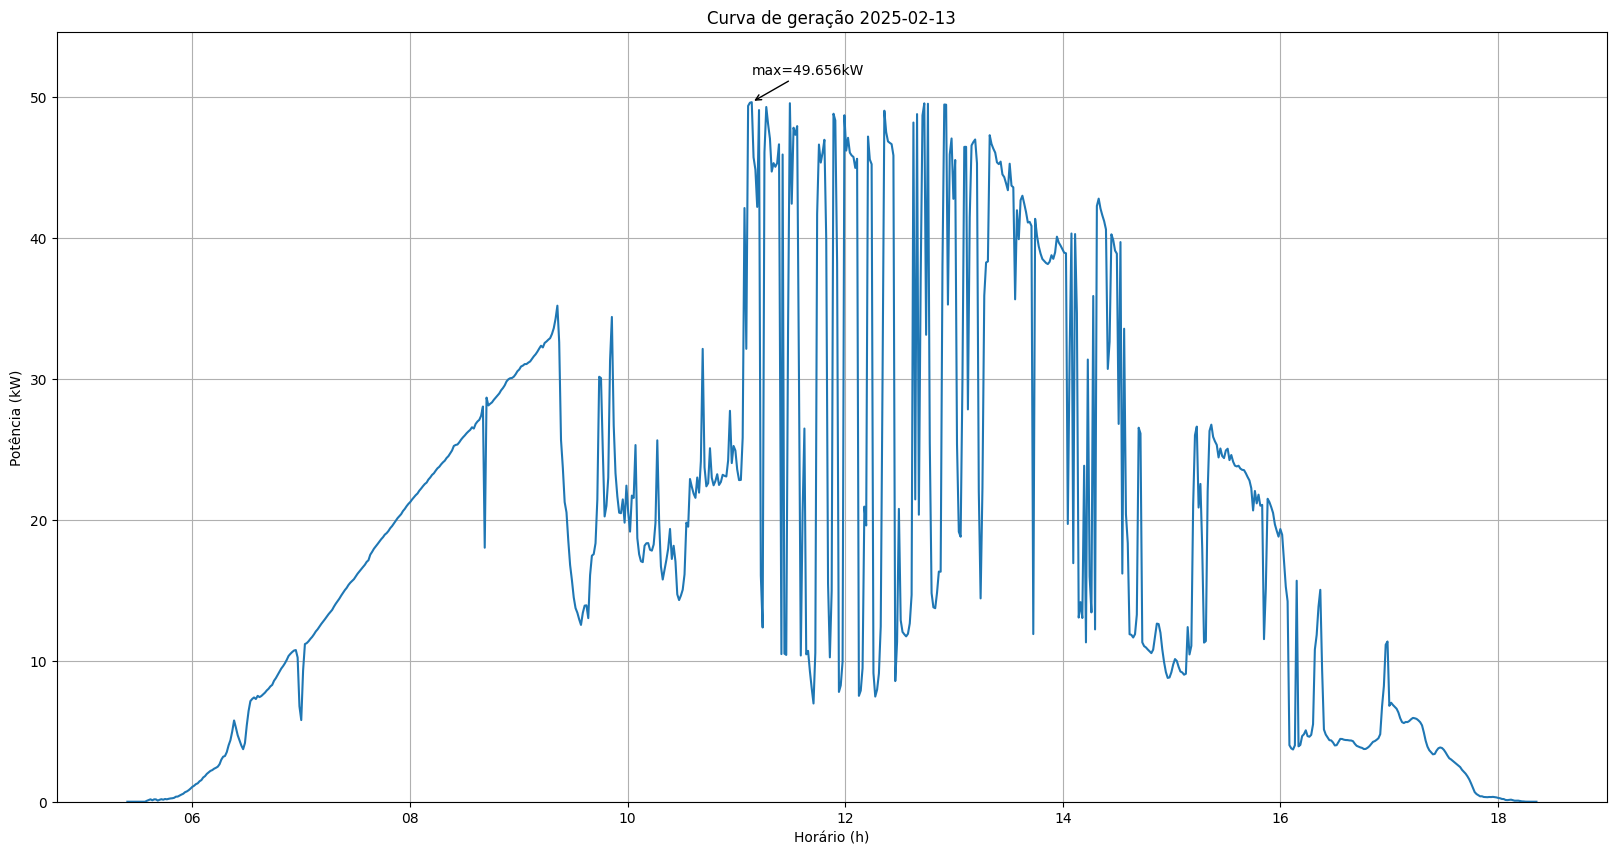 Curva de geração 2025-02-13
max=49.656kW
50
40
30
20
10
0
Potência (kW)
06 08 10 12 14 16 18
Horário (h)